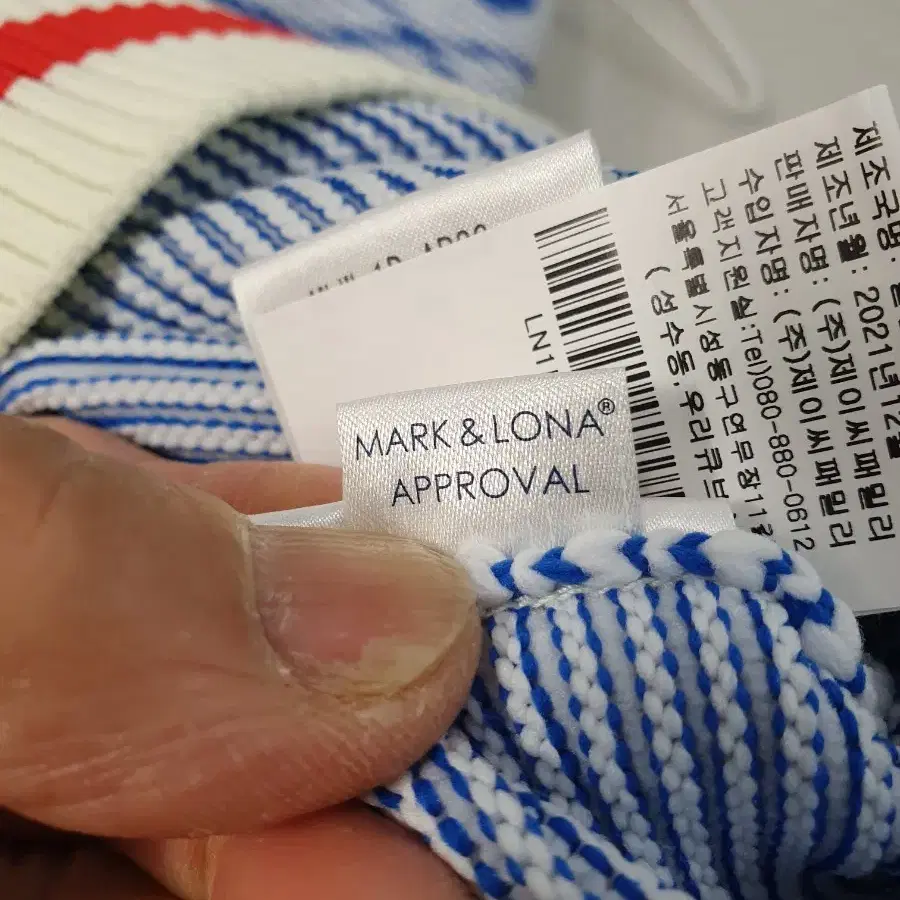 MARK & LONA®
APPROVAL
LN1
제조국명:
제조년월: 2021년12월
판매자명: (주)제이씨패밀리
수입자명: (주)제이씨패밀리
고객지원실:Tel)080-880-0612
서울특별시성동구연무장11
(성수동.우리큐브